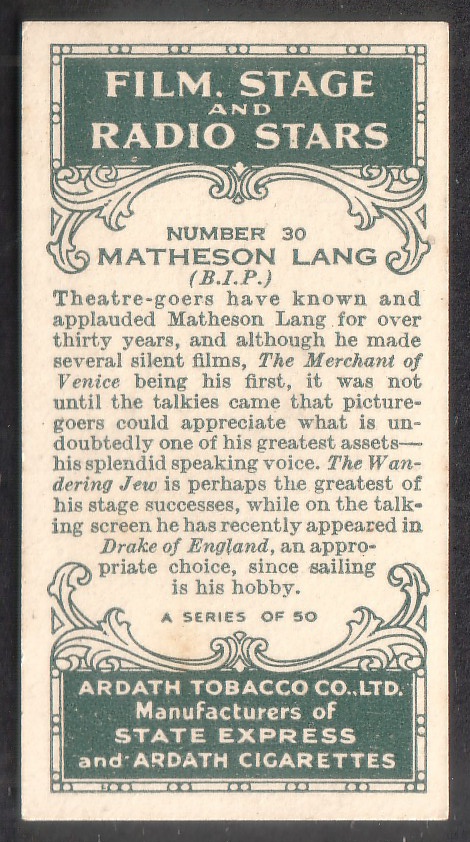 FILM, STAGE
AND
RADIO STARS
NUMBER 30
MATHESON LANG
(B.I.P.)
Theatre-goers have known and
applauded Matheson Lang for over
thirty years, and although he made
several silent films, The Merchant of
Venice being his first, it was not
until the talkies came that picture-
goers could appreciate what is un-
doubtedly one of his greatest assets—
his splendid speaking voice. The Wan-
dering Jew is perhaps the greatest of
his stage successes, while on the talk-
ing screen he has recently appeared in
Drake of England, an appro-
priate choice, since sailing
is his hobby.
A SERIES OF 50
ARDATH TOBACCO CO., LTD.
Manufacturers of
STATE EXPRESS
and ARDATH CIGARETTES